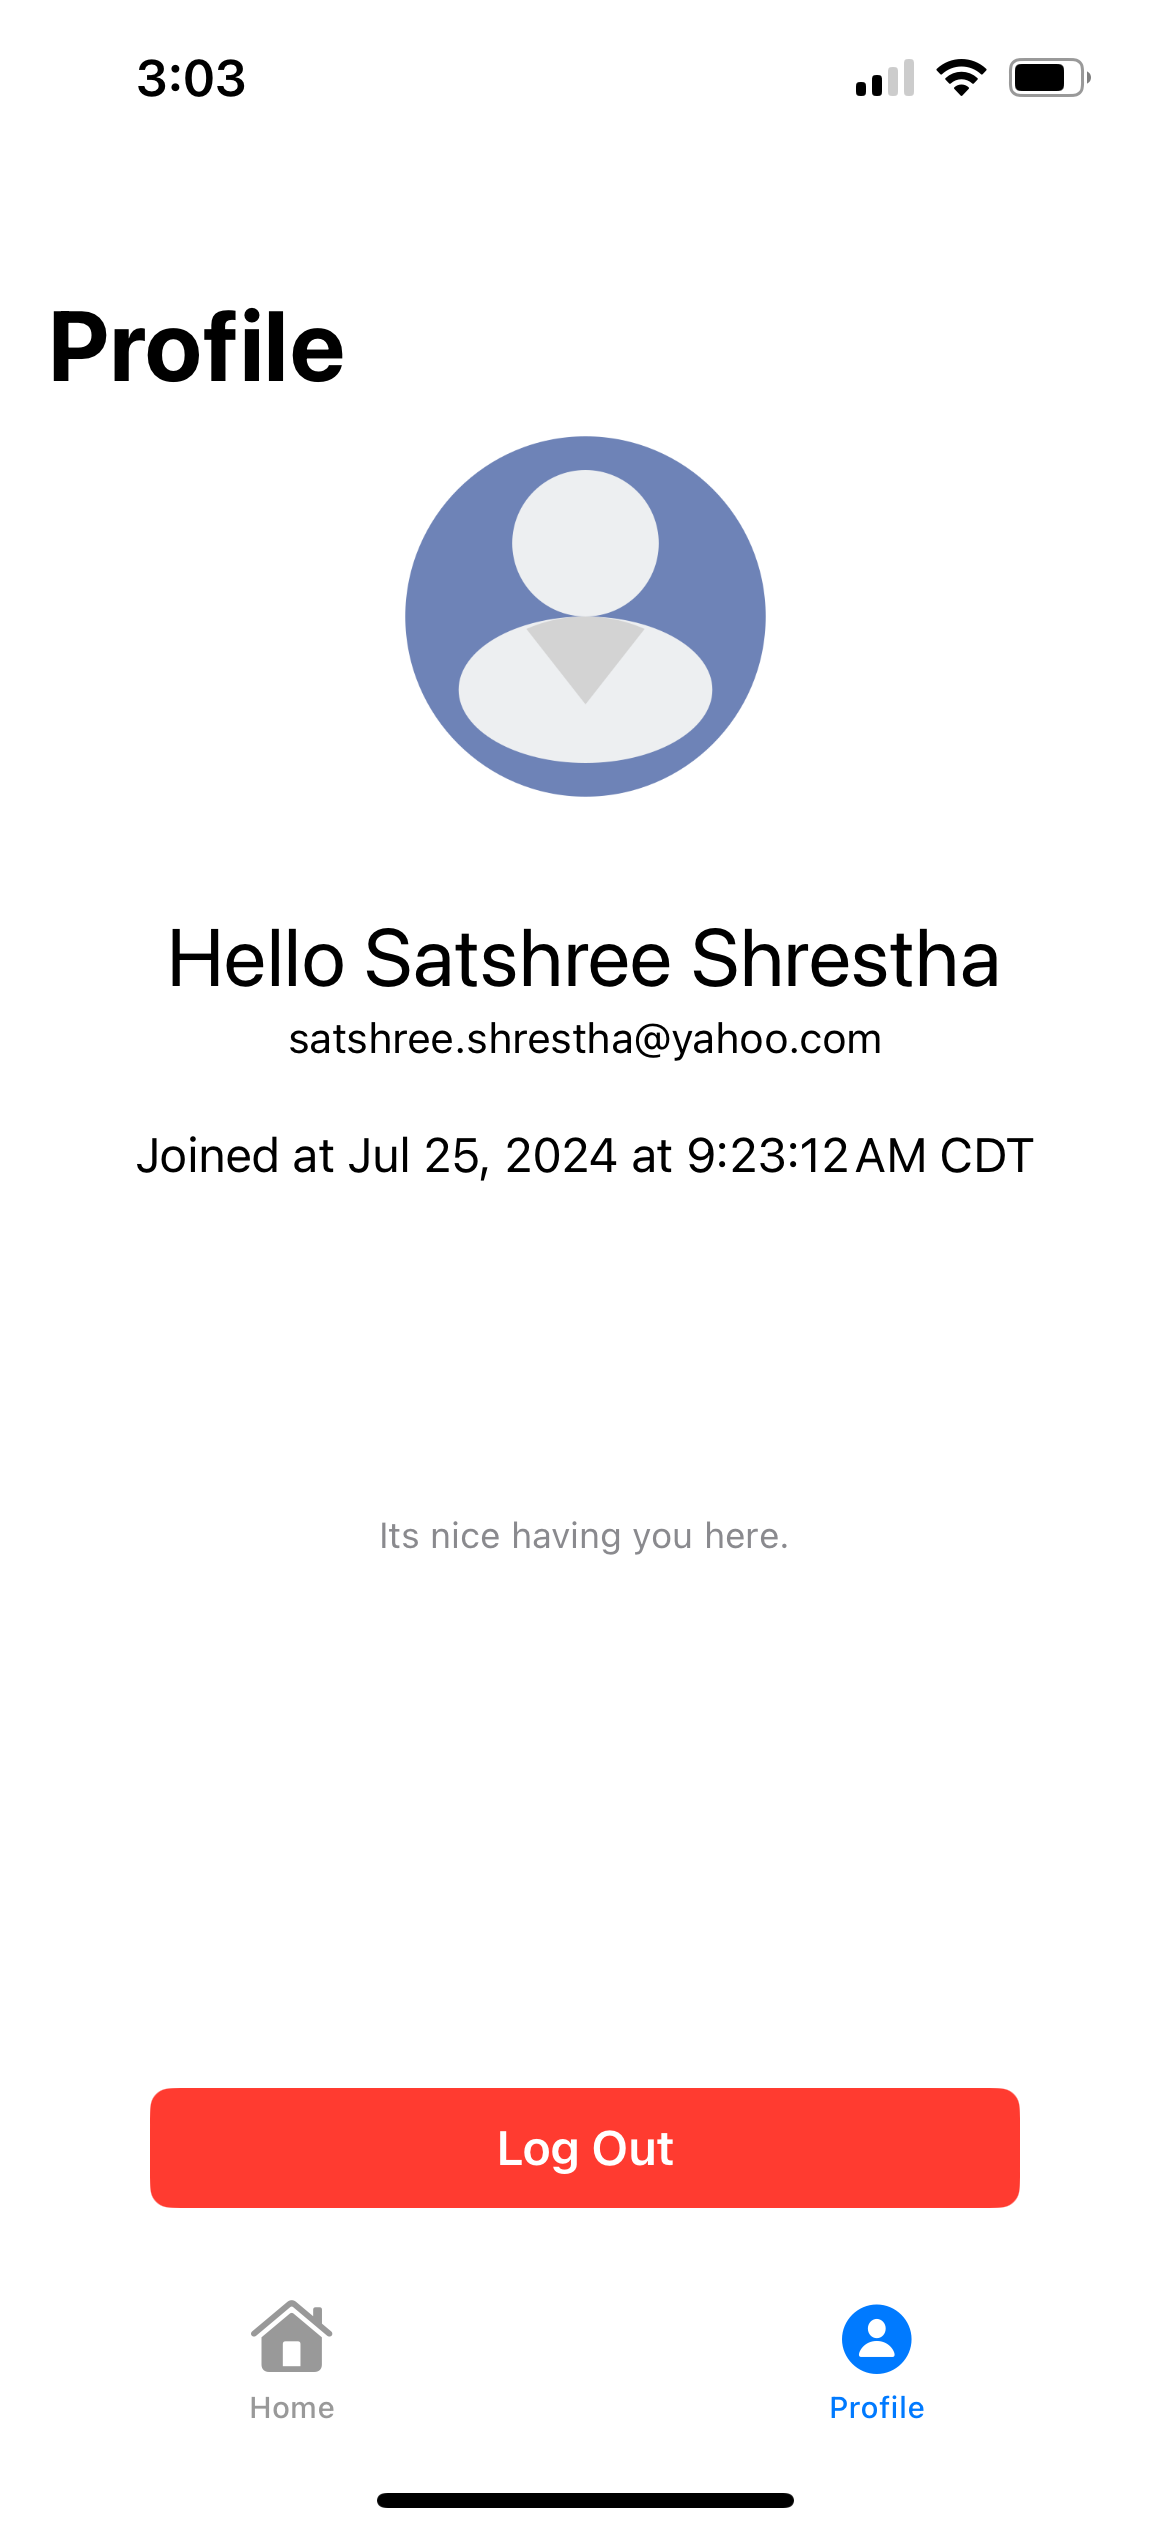 3:03
Profile
Hello Satshree Shrestha
satshree.shrestha@yahoo.com
Joined at Jul 25, 2024 at 9:23:12 AM CDT
Its nice having you here.
Log Out
Home
Profile